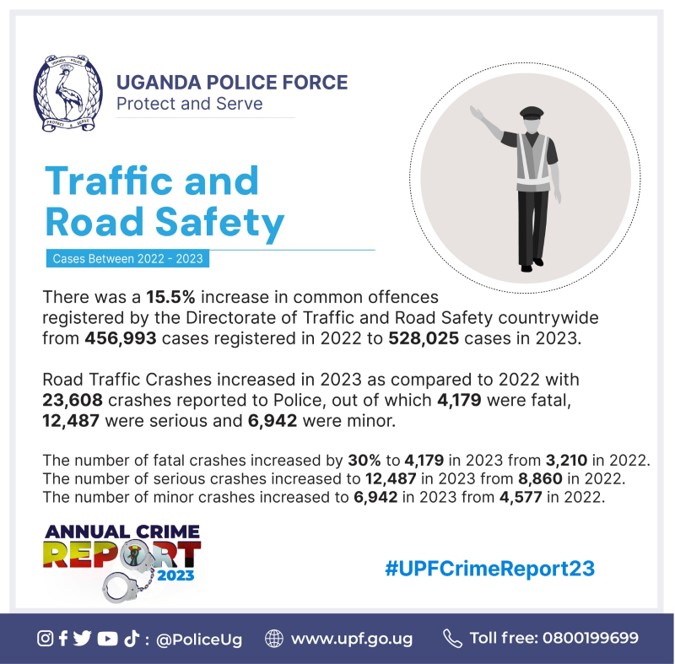 UGANDA POLICE
PROTECT & SERVE
UGANDA POLICE FORCE
Protect and Serve
Traffic and
Road Safety
Cases Between 2022 - 2023
There was a 15.5% increase in common offences
registered by the Directorate of Traffic and Road Safety countrywide
from 456,993 cases registered in 2022 to 528,025 cases in 2023.
Road Traffic Crashes increased in 2023 as compared to 2022 with
23,608 crashes reported to Police, out of which 4,179 were fatal,
12,487 were serious and 6,942 were minor.
The number of fatal crashes increased by 30% to 4,179 in 2023 from 3,210 in 2022.
The number of serious crashes increased to 12,487 in 2023 from 8,860 in 2022.
The number of minor crashes increased to 6,942 in 2023 from 4,577 in 2022.
ANNUAL CRIME
REPORT
2023
#UPFCrimeReport23
: @PoliceUg www.upf.go.ug Toll free: 0800199699